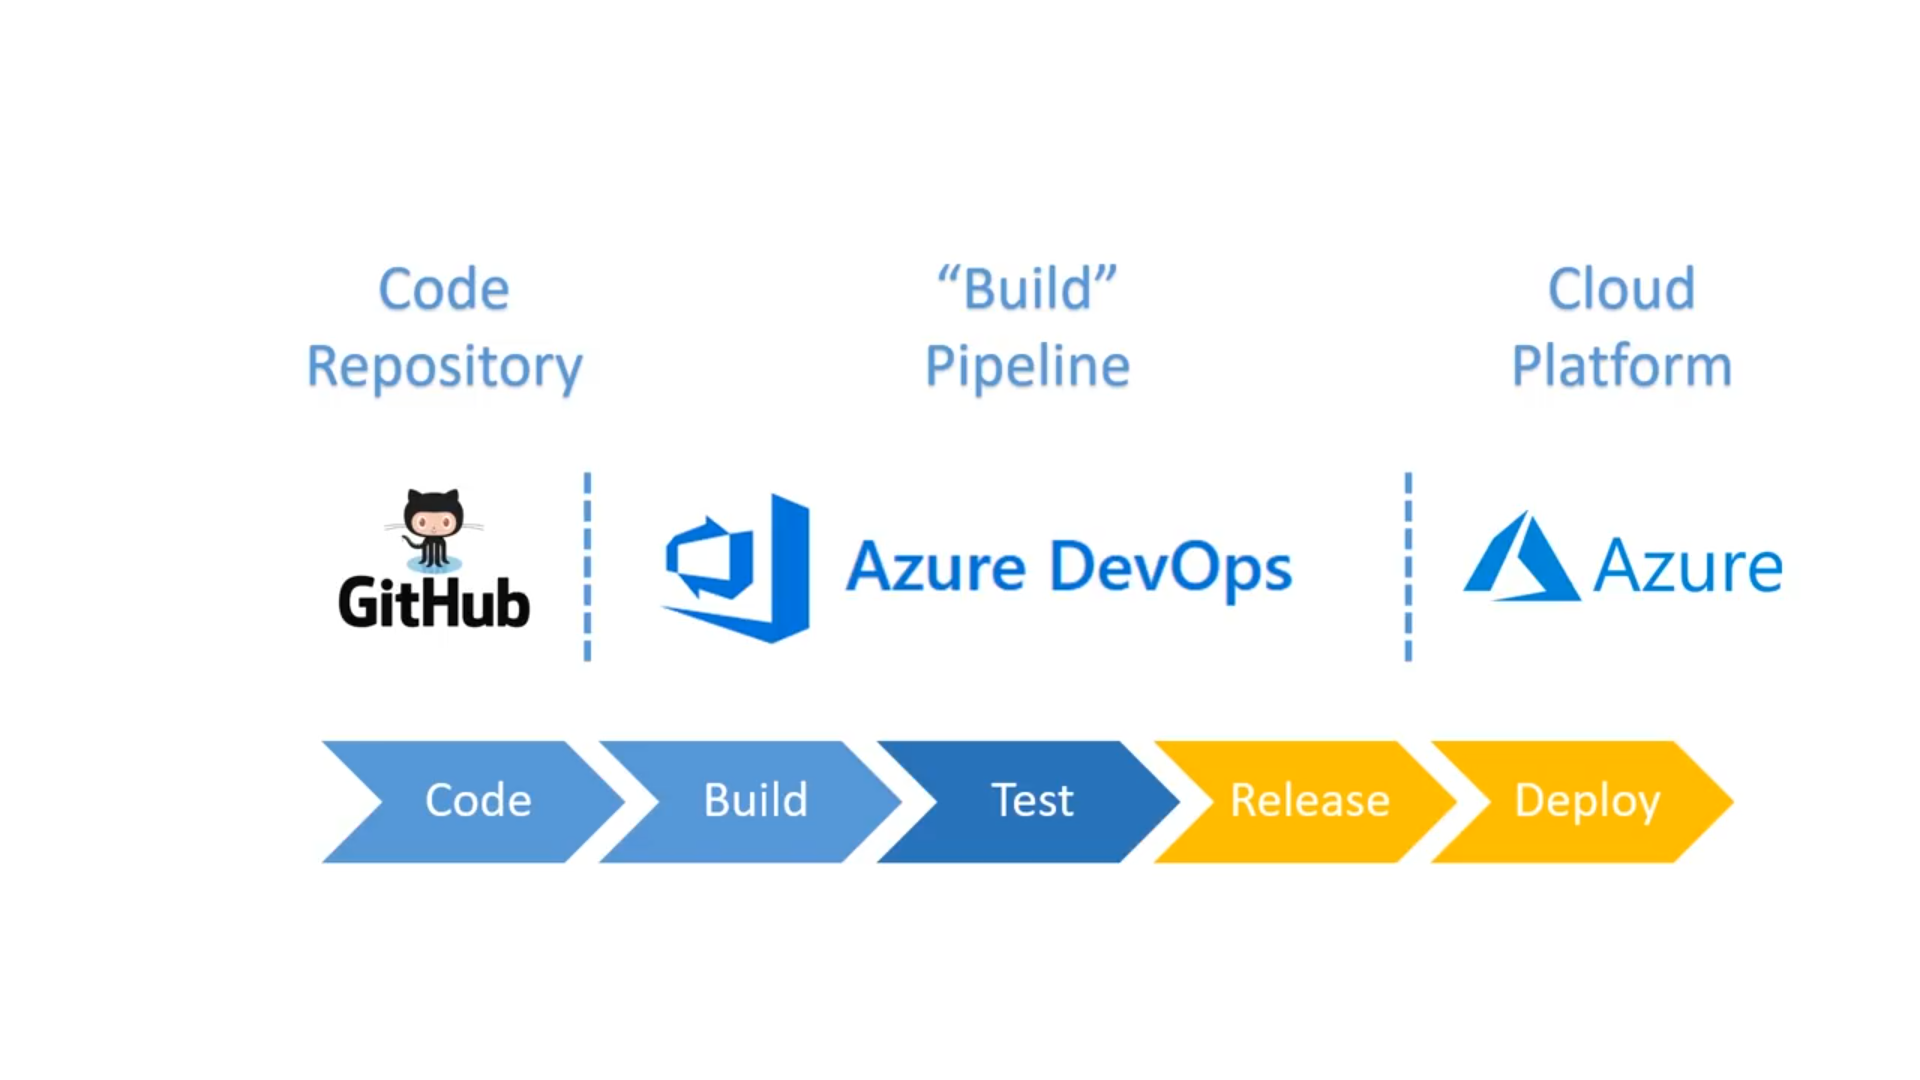 Code
Repository
“Build”
Pipeline
Cloud
Platform
GitHub
Azure DevOps
Azure
Code
Build
Test
Release
Deploy